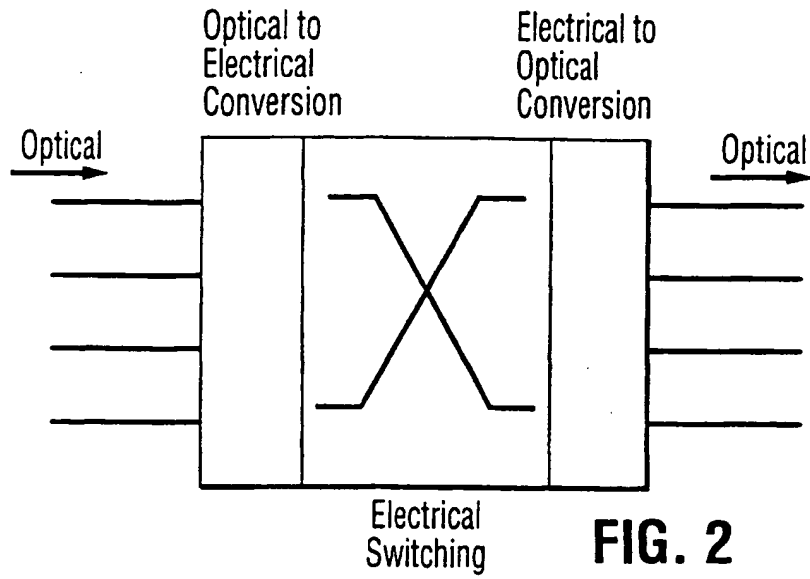 Optical to
Electrical
Conversion
Electrical to
Optical
Conversion
Optical
Optical
Electrical
Switching
FIG. 2